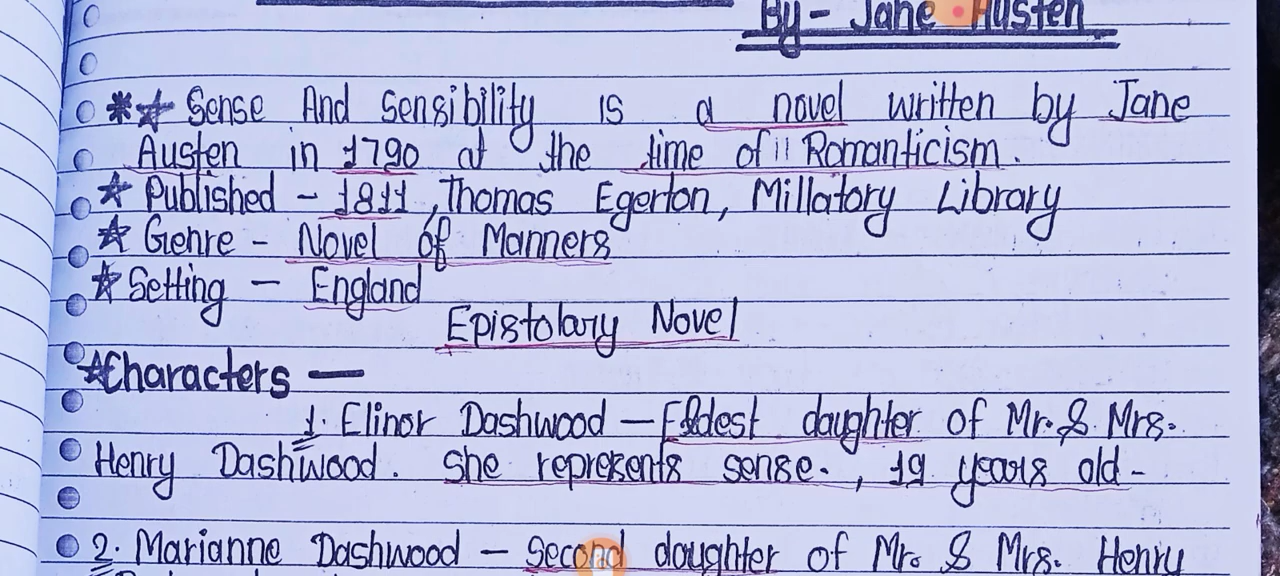 By - Jane Austen
*☆ Sense And Sensibility is a novel written by Jane
Austen in 1790 at the time of Romanticism.
☆ Published - 1811, Thomas Egerton, Millatory Library
☆ Genre - Novel of Manners
☆ Setting - England
Epistolary Novel
☆ Characters —
1. Elinor Dashwood — Eldest daughter of Mr. & Mrs.
Henry Dashwood. She represents sense. , 19 years old -
2. Marianne Dashwood - Second daughter of Mr. & Mrs. Henry